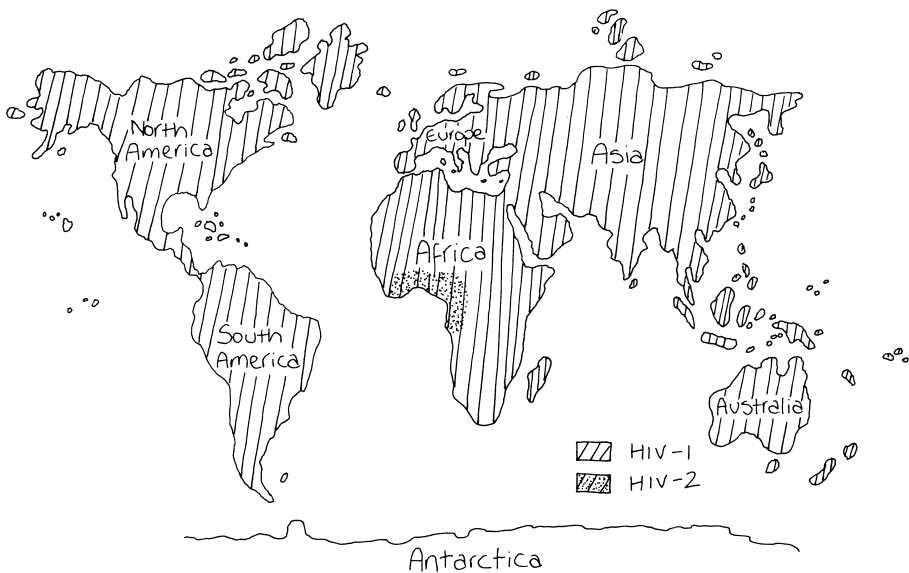 North
America
Europe
Asia
Africa
South
America
Australia
HIV-1
HIV-2
Antarctica